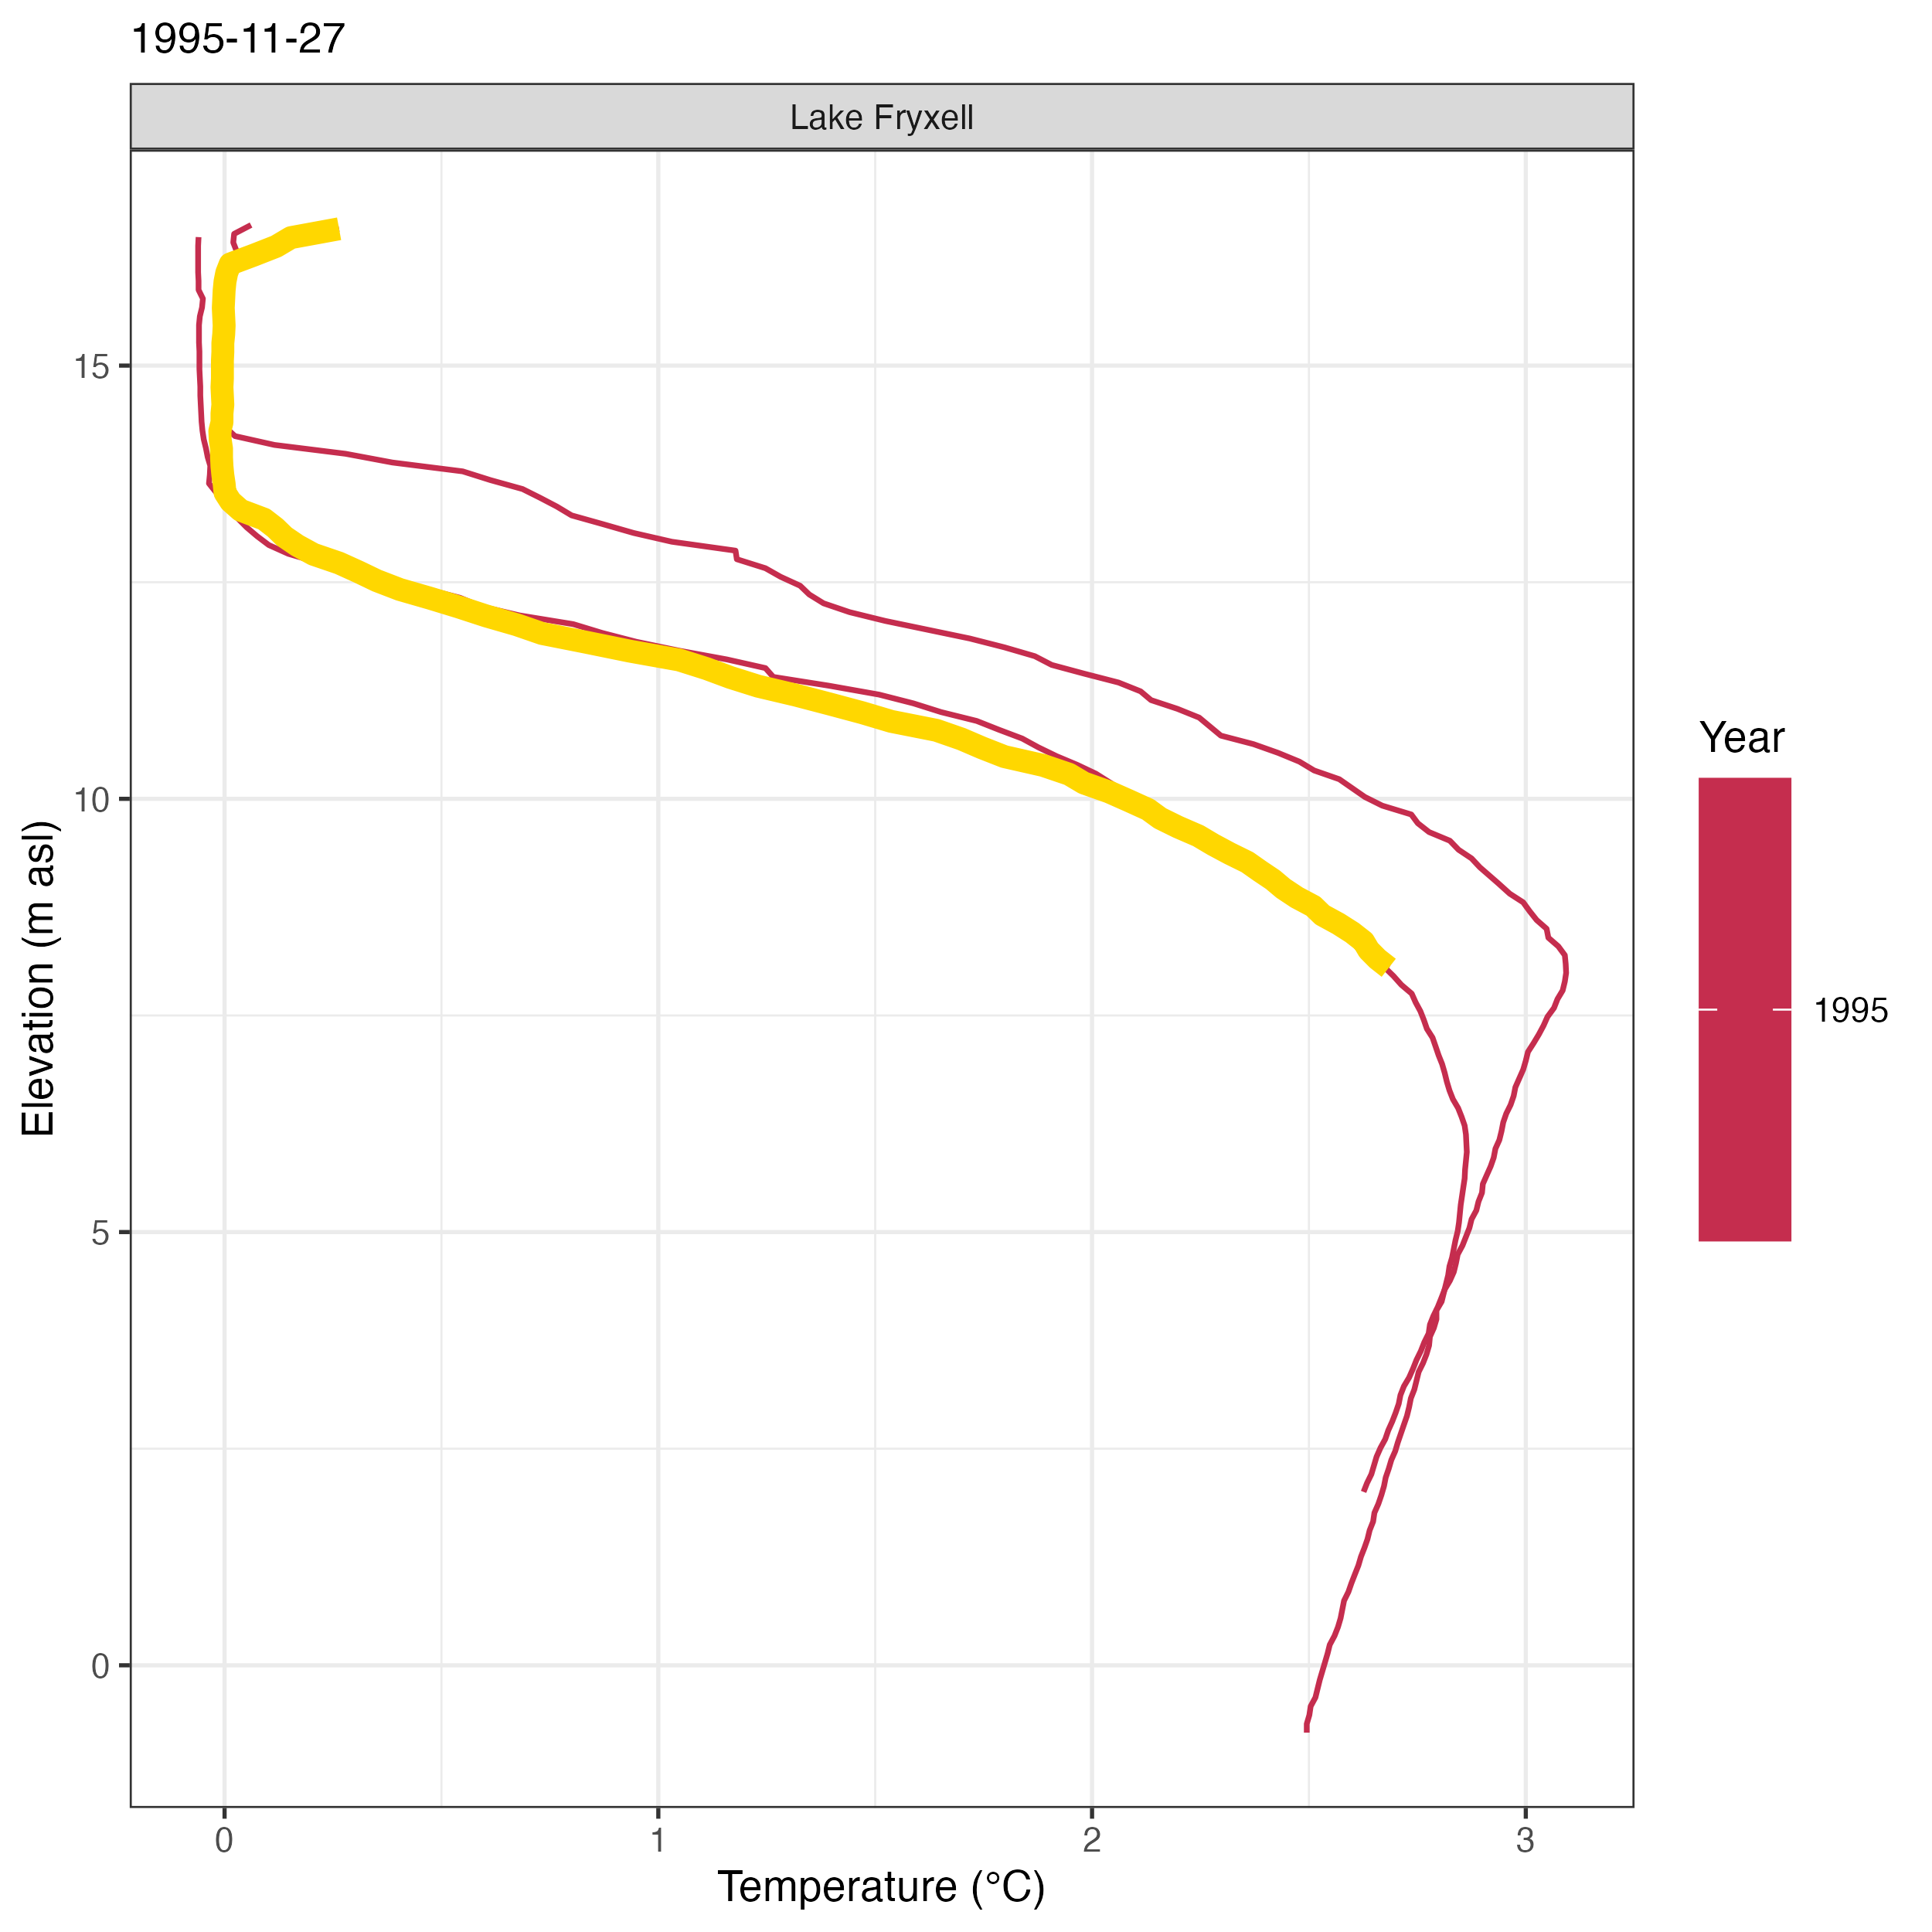 1995-11-27
Lake Fryxell
15
10
5
0
Elevation (m asl)
0
1
2
3
Temperature (°C)
Year
1995